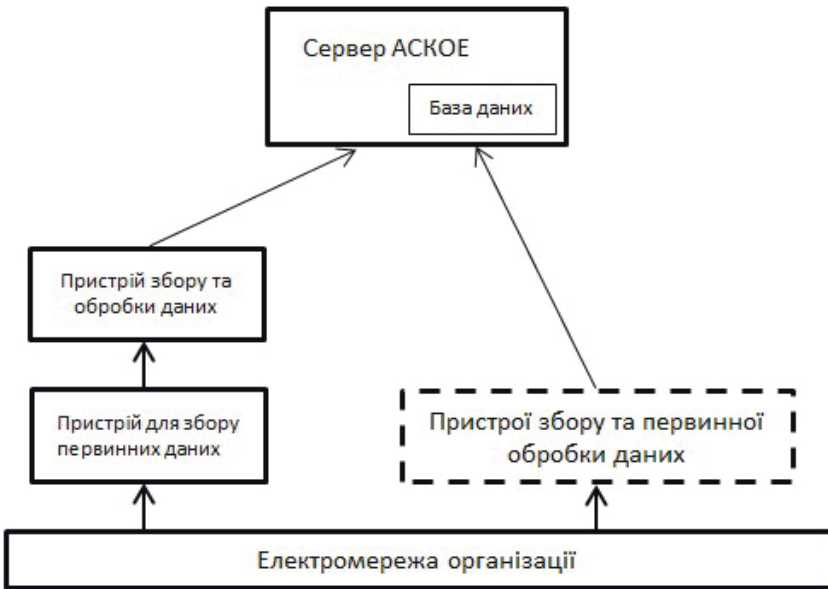 Сервер АСКОЕ
База даних
Пристрій збору та
обробки даних
Пристрій для збору
первинних даних
Пристрої збору та первинної
обробки даних
Електромережа організації